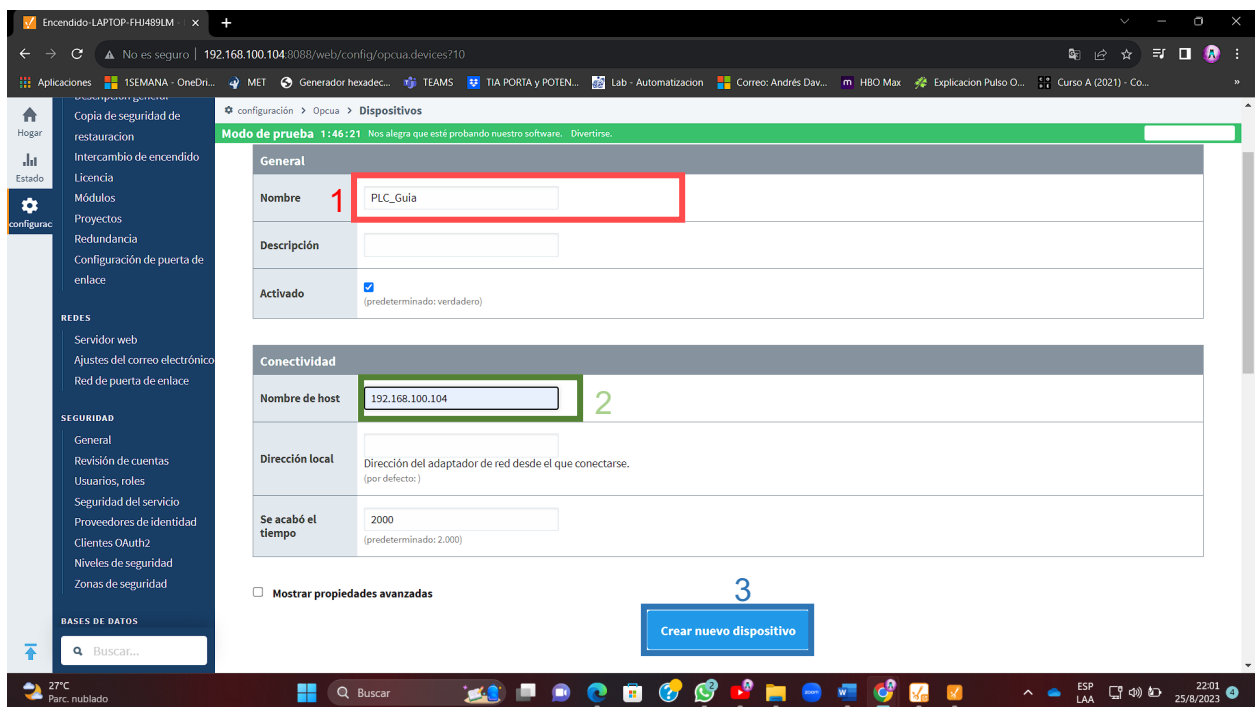 Encendido-LAPTOP-FHJ489LM -
No es seguro | 192.168.100.104:8088/web/config/opcua.devices?10
Aplicaciones 1SEMANA - OneDri... MET Generador hexadec... TEAMS TIA PORTA y POTEN... Lab - Automatizacion Correo: Andrés Dav... HBO Max Explicacion Pulso O... Curso A (2021) - Co... »
Hogar
Estado
configurac
Descripción general
Copia de seguridad de
restauracion
Intercambio de encendido
Licencia
Módulos
Proyectos
Redundancia
Configuración de puerta de
enlace
REDES
Servidor web
Ajustes del correo electrónico
Red de puerta de enlace
SEGURIDAD
General
Revisión de cuentas
Usuarios, roles
Seguridad del servicio
Proveedores de identidad
Clientes OAuth2
Niveles de seguridad
Zonas de seguridad
BASES DE DATOS
Buscar...
configuración > Opcua > Dispositivos
Modo de prueba 1:46:21 Nos alegra que esté probando nuestro software. Divertirse.
General
Nombre 1 PLC_Guia
Descripción
Activado
(predeterminado: verdadero)
Conectividad
Nombre de host 192.168.100.104 2
Dirección local
Dirección del adaptador de red desde el que conectarse.
(por defecto: )
Se acabó el
tiempo
2000
(predeterminado: 2.000)
Mostrar propiedades avanzadas
3
Crear nuevo dispositivo
27°C
Parc. nublado
Buscar
zoom
2
ESP
LAA
22:01
25/8/2023
4